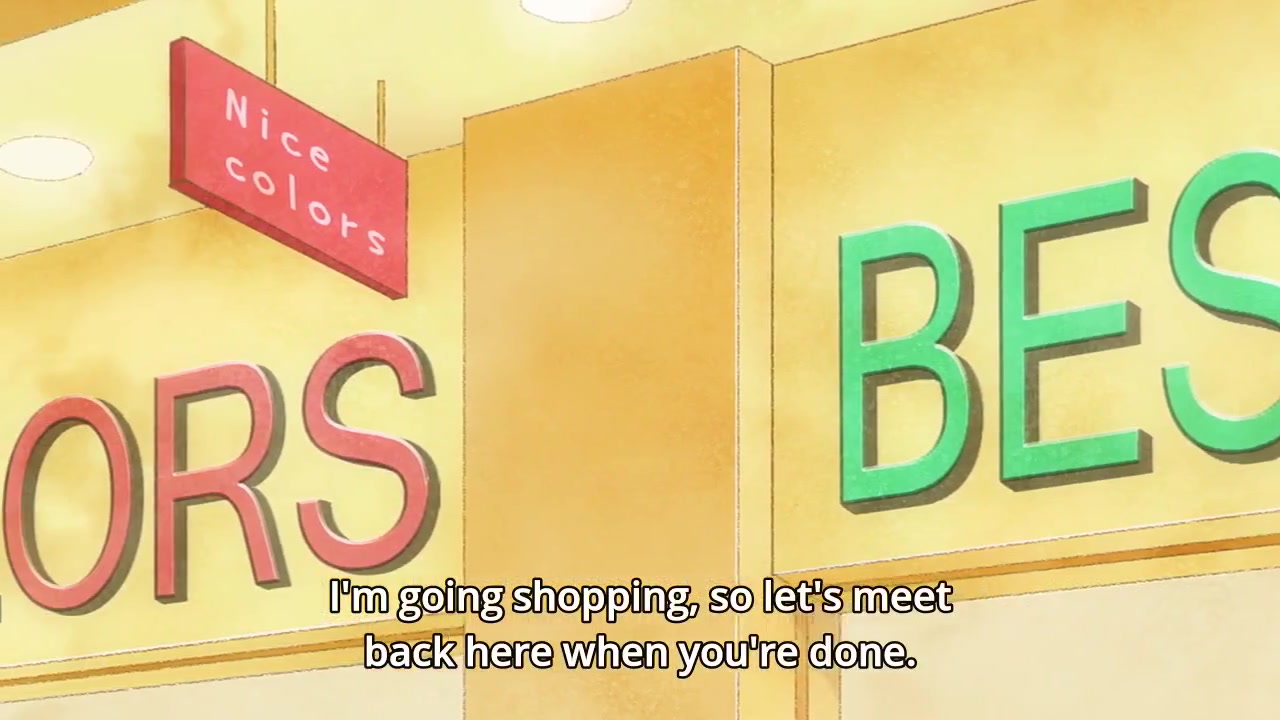 Nice
colors
ORS
BES
I'm going shopping, so let's meet
back here when you're done.